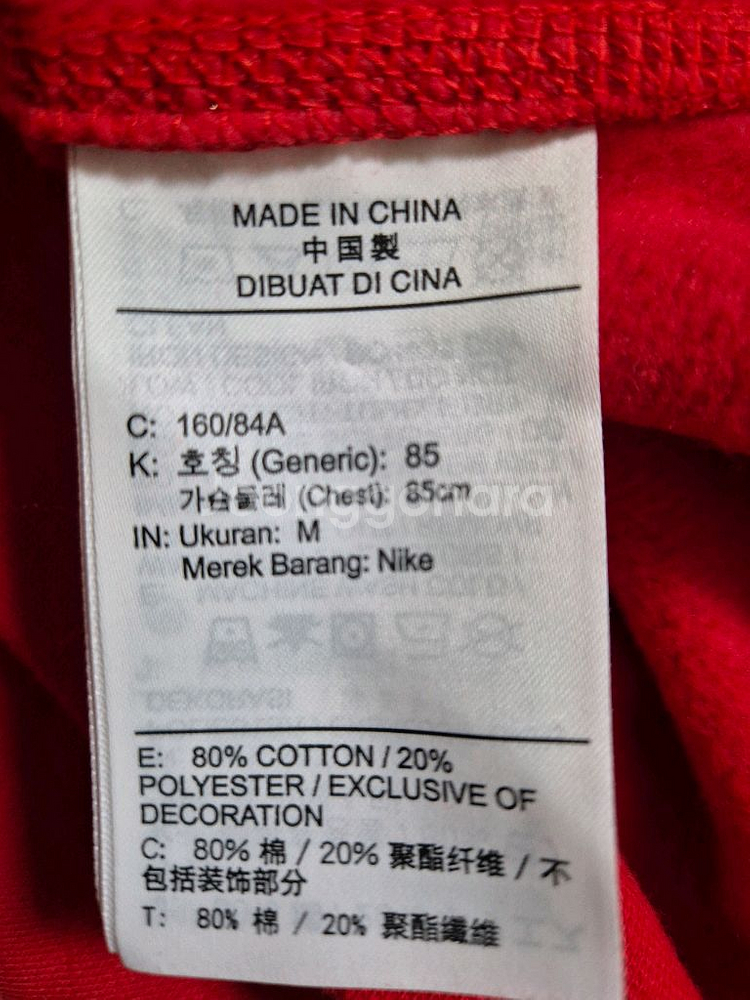 MADE IN CHINA
中国製
DIBUAT DI CINA
C: 160/84A
K: 호칭 (Generic): 85
가슴둘레 (Chest): 85cm
IN: Ukuran: M
Merek Barang: Nike
E: 80% COTTON / 20%
POLYESTER / EXCLUSIVE OF
DECORATION
C: 80% 棉 / 20% 聚酯纤维 / 不
包括装饰部分
T: 80% 棉 / 20% 聚酯纖維